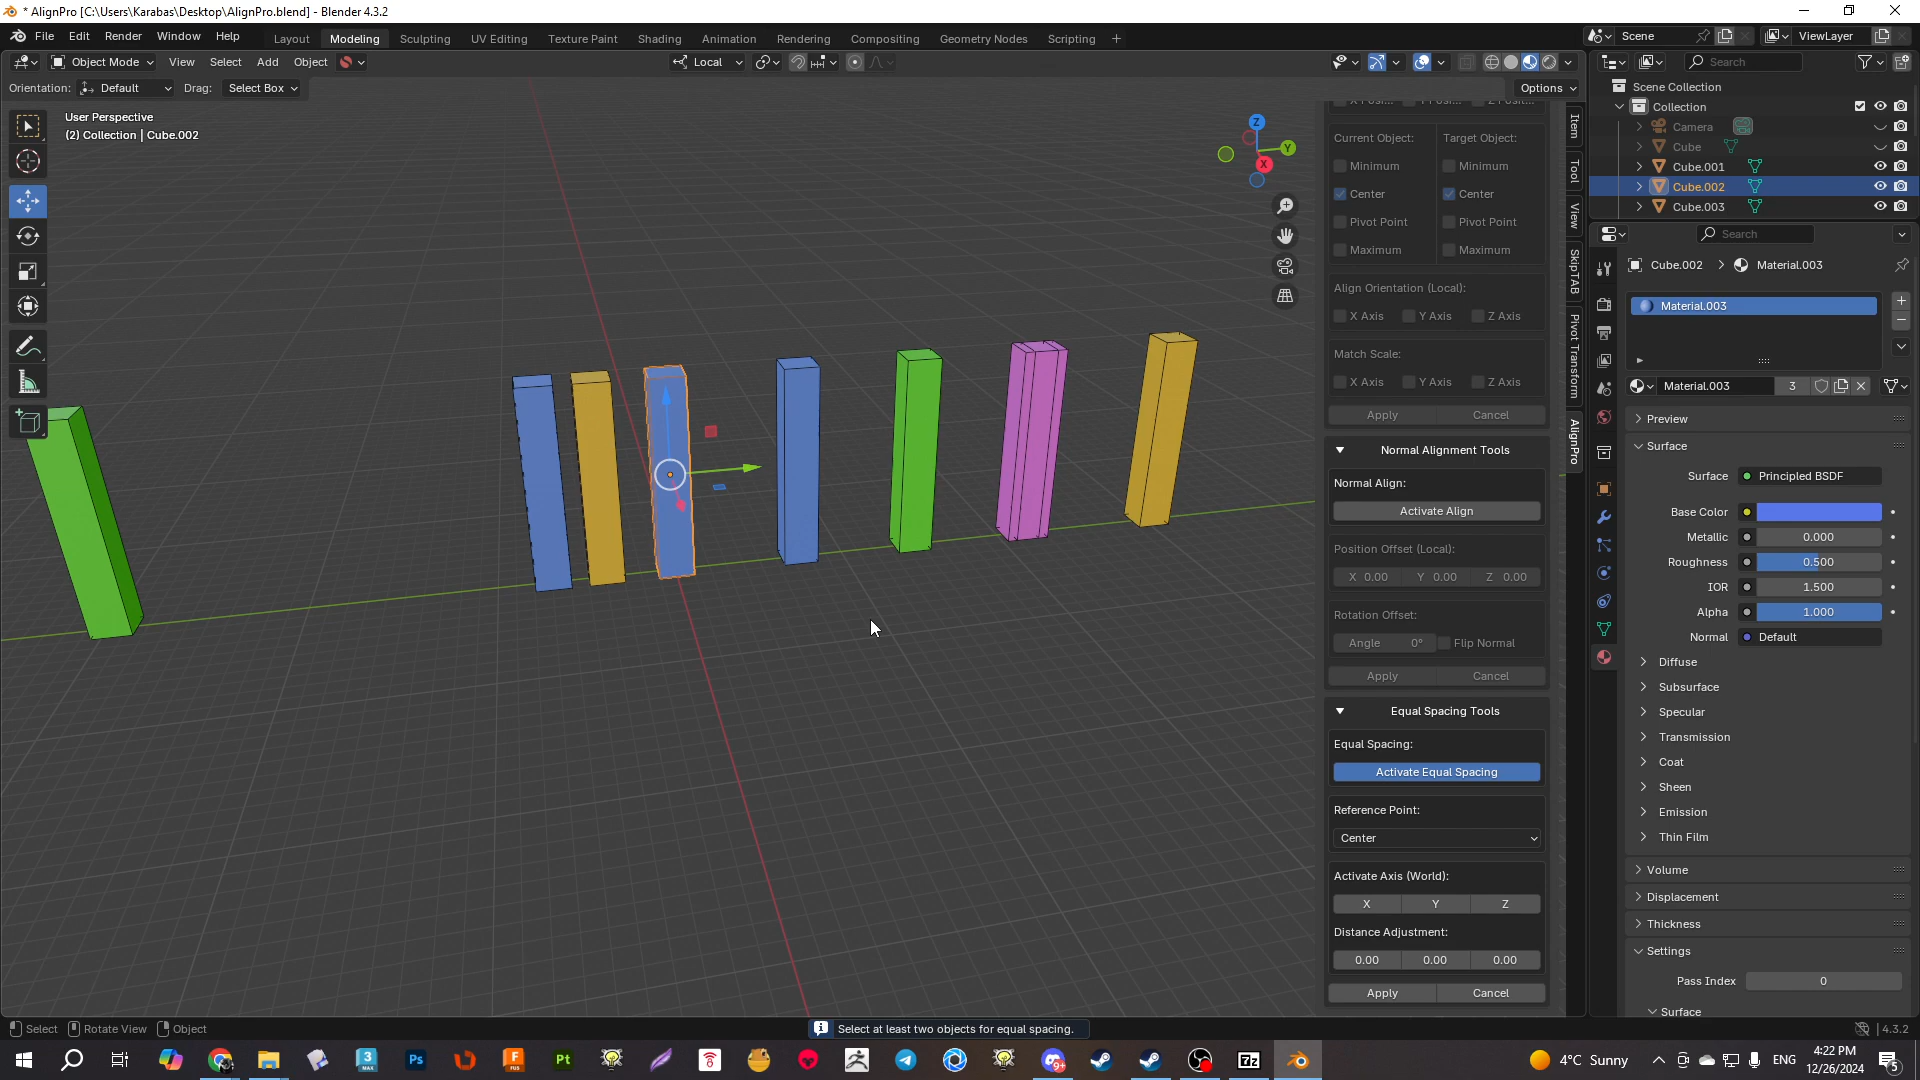 * AlignPro [C:\Users\Karabas\Desktop\AlignPro.blend] - Blender 4.3.2
File Edit Render Window Help
Layout Modeling Sculpting UV Editing Texture Paint Shading Animation Rendering Compositing Geometry Nodes Scripting +
Scene
ViewLayer
Object Mode View Select Add Object
Local
Search
Orientation: Default Drag: Select Box
Options
User Perspective
(2) Collection | Cube.002
Z
Y
X
Item
Tool
View
SkipTAB
Pivot Transform
AlignPro
Current Object: Target Object:
Minimum Minimum
Center Center
Pivot Point Pivot Point
Maximum Maximum
Align Orientation (Local):
X Axis Y Axis Z Axis
Match Scale:
X Axis Y Axis Z Axis
Apply Cancel
Normal Alignment Tools
Normal Align:
Activate Align
Position Offset (Local):
X 0.00 Y 0.00 Z 0.00
Rotation Offset:
Angle 0° Flip Normal
Apply Cancel
Equal Spacing Tools
Equal Spacing:
Activate Equal Spacing
Reference Point:
Center
Activate Axis (World):
X Y Z
Distance Adjustment:
0.00 0.00 0.00
Apply Cancel
Scene Collection
Collection
Camera
Cube
Cube.001
Cube.002
Cube.003
Search
Cube.002 > Material.003
Material.003
Material.003 3
Preview
Surface
Surface Principled BSDF
Base Color
Metallic 0.000
Roughness 0.500
IOR 1.500
Alpha 1.000
Normal Default
Diffuse
Subsurface
Specular
Transmission
Coat
Sheen
Emission
Thin Film
Volume
Displacement
Thickness
Settings
Pass Index 0
Surface
Select Rotate View Object
Select at least two objects for equal spacing.
4.3.2
4°C Sunny
ENG
4:22 PM
12/26/2024
5